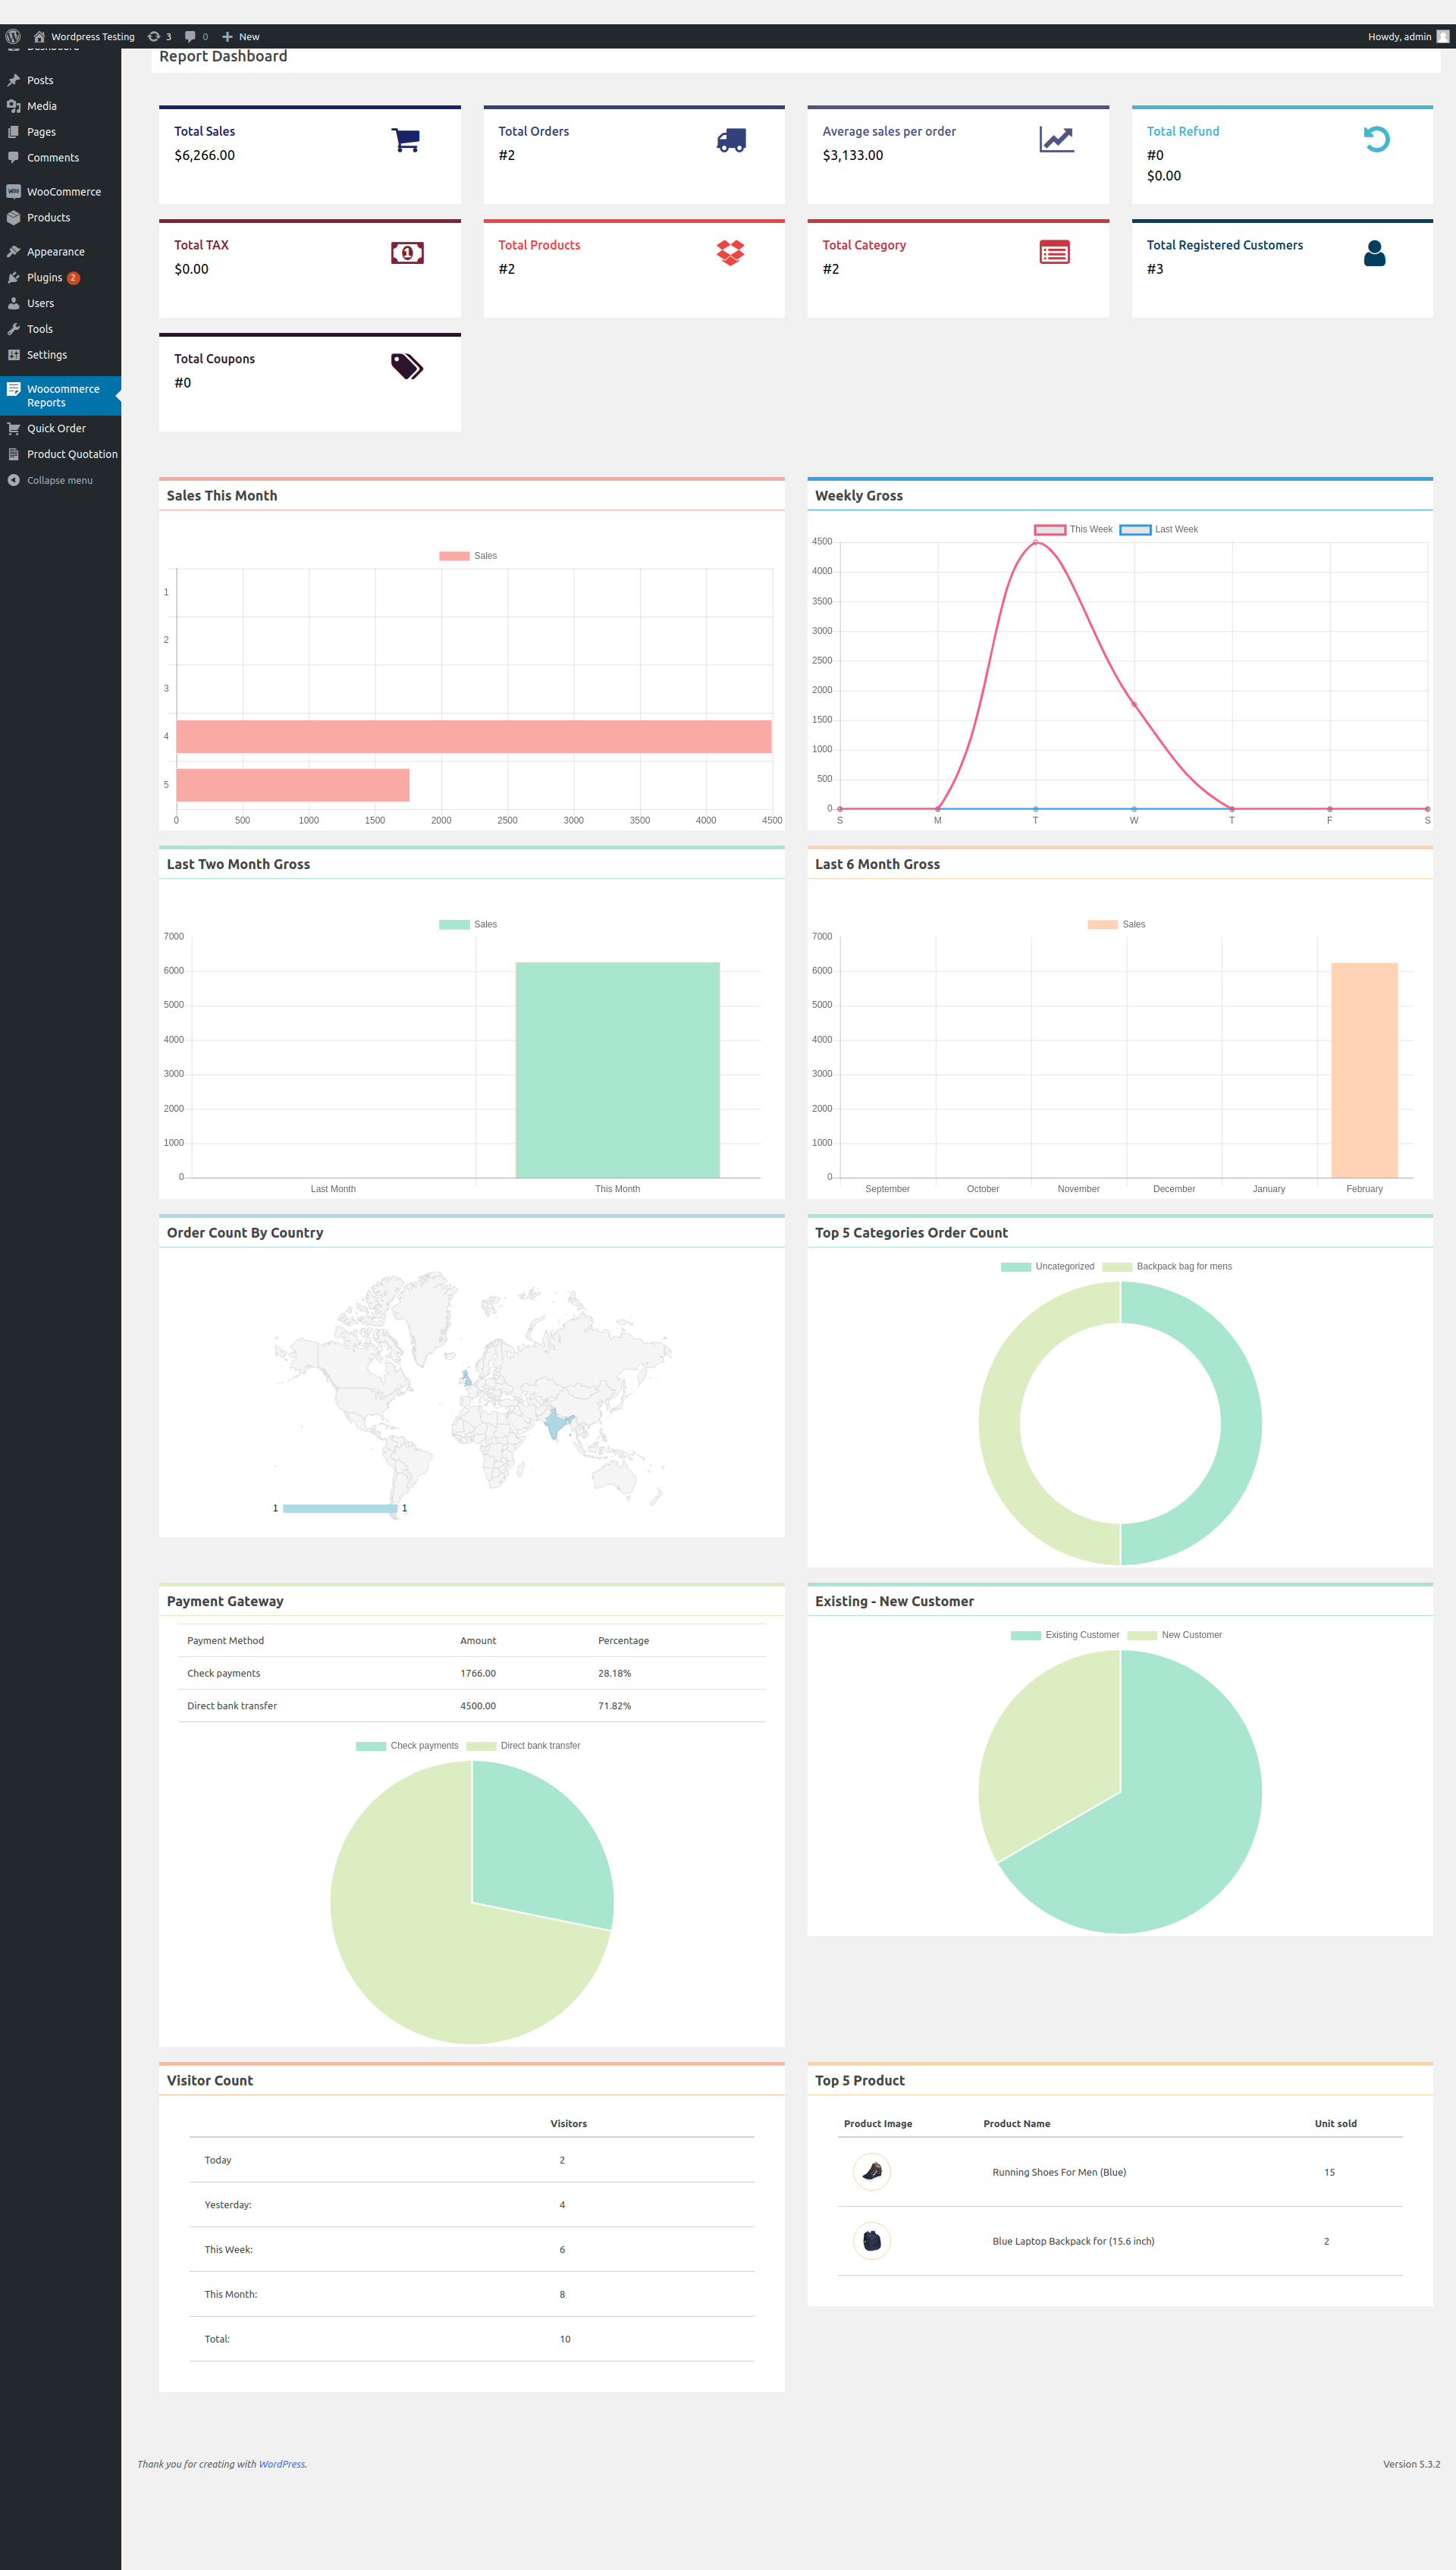 Wordpress Testing 3 0 New Howdy, admin
Dashboard
Posts
Media
Pages
Comments
WooCommerce
Products
Appearance
Plugins 2
Users
Tools
Settings
Woocommerce
Reports
Quick Order
Product Quotation
Collapse menu
Report Dashboard
Total Sales
$6,266.00
Total Orders
#2
Average sales per order
$3,133.00
Total Refund
#0
$0.00
Total TAX
$0.00
Total Products
#2
Total Category
#2
Total Registered Customers
#3
Total Coupons
#0
Sales This Month
Sales
1
2
3
4
5
0 500 1000 1500 2000 2500 3000 3500 4000 4500
Weekly Gross
This Week Last Week
4500
4000
3500
3000
2500
2000
1500
1000
500
0
S M T W T F S
Last Two Month Gross
Sales
7000
6000
5000
4000
3000
2000
1000
0
Last Month This Month
Last 6 Month Gross
Sales
7000
6000
5000
4000
3000
2000
1000
0
September October November December January February
Order Count By Country
1 1
Top 5 Categories Order Count
Uncategorized Backpack bag for mens
Payment Gateway
Payment Method Amount Percentage
Check payments 1766.00 28.18%
Direct bank transfer 4500.00 71.82%
Check payments Direct bank transfer
Existing - New Customer
Existing Customer New Customer
Visitor Count
Visitors
Today 2
Yesterday: 4
This Week: 6
This Month: 8
Total: 10
Top 5 Product
Product Image Product Name Unit sold
Running Shoes For Men (Blue) 15
Blue Laptop Backpack for (15.6 inch) 2
Thank you for creating with WordPress. Version 5.3.2